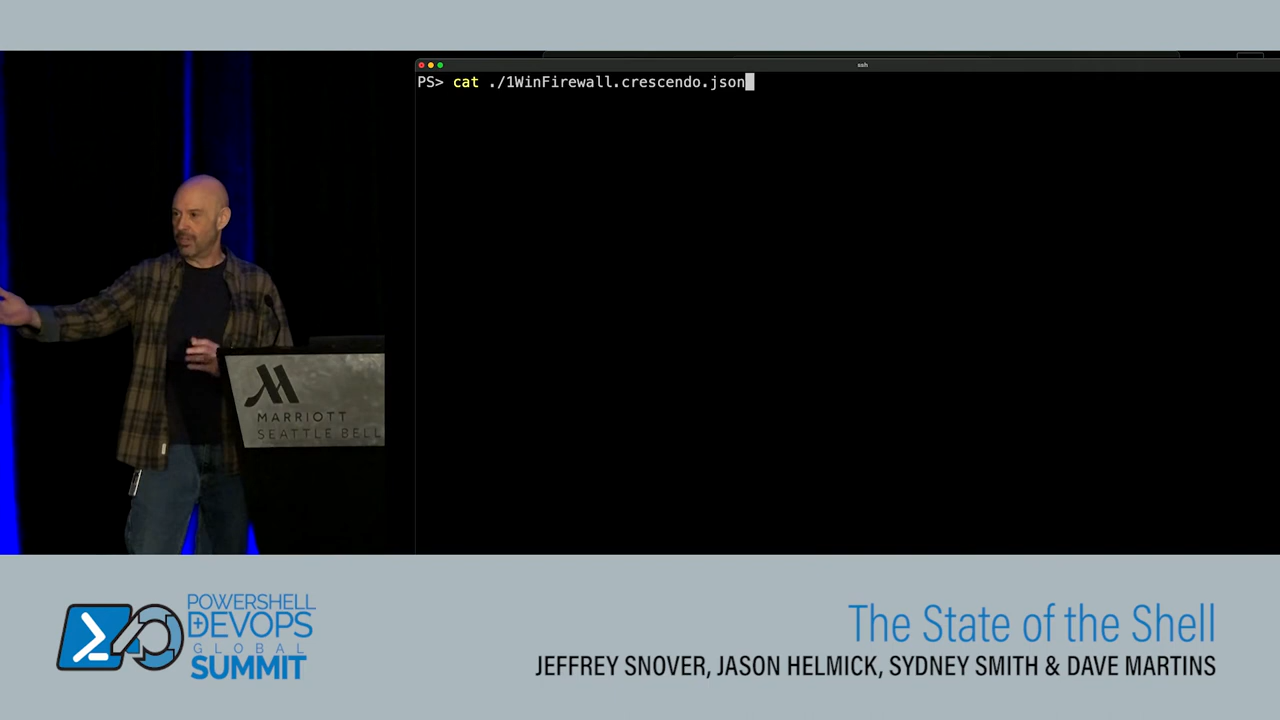 ssh
PS> cat ./1WinFirewall.crescendo.json
MARRIOTT
SEATTLE BELL
POWERSHELL
+DEVOPS
GLOBAL
SUMMIT
The State of the Shell
JEFFREY SNOVER, JASON HELMICK, SYDNEY SMITH & DAVE MARTINS